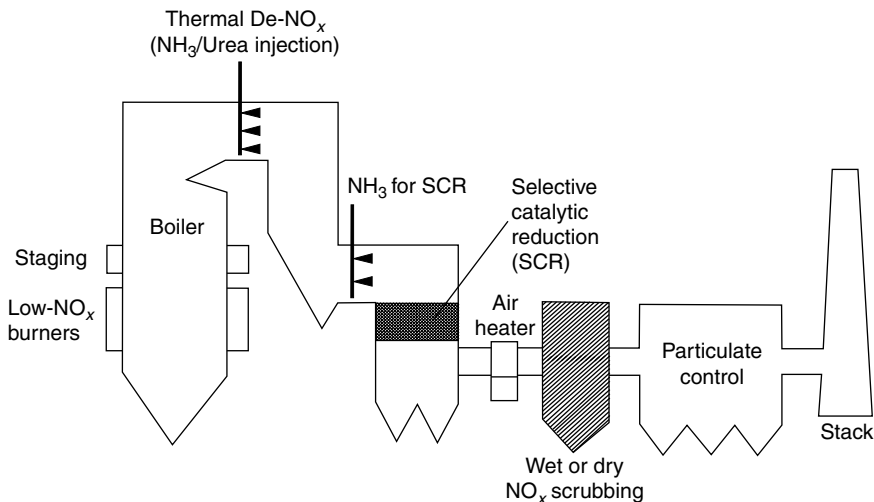 Thermal De-NOx
(NH3/Urea injection)
NH3 for SCR
Selective
catalytic
reduction
(SCR)
Boiler
Staging
Low-NOx
burners
Air
heater
Particulate
control
Stack
Wet or dry
NOx scrubbing